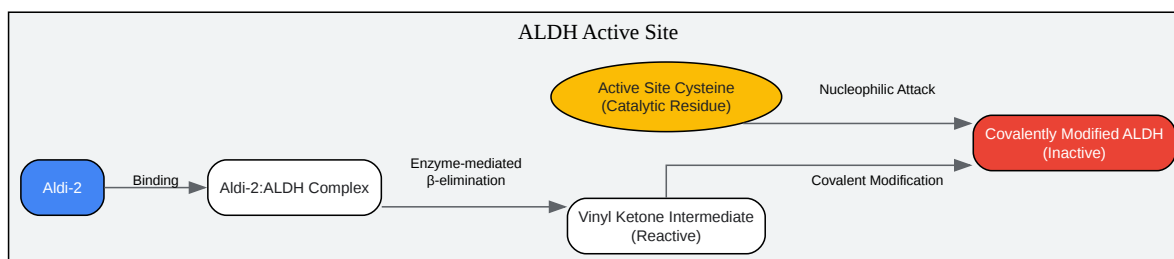 ALDH Active Site
Active Site Cysteine
(Catalytic Residue)
Nucleophilic Attack
Covalently Modified ALDH
(Inactive)
Aldi-2
Binding
Aldi-2:ALDH Complex
Enzyme-mediated
β-elimination
Vinyl Ketone Intermediate
(Reactive)
Covalent Modification